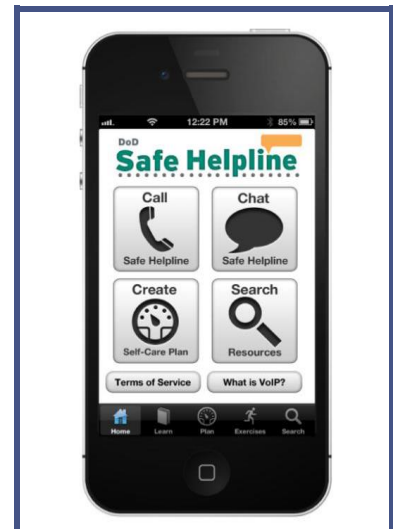 12:22 PM 85%
DoD
Safe Helpline
Call Chat
Safe Helpline Safe Helpline
Create Search
Self-Care Plan Resources
Terms of Service What is VoIP?
Home Learn Plan Exercises Search